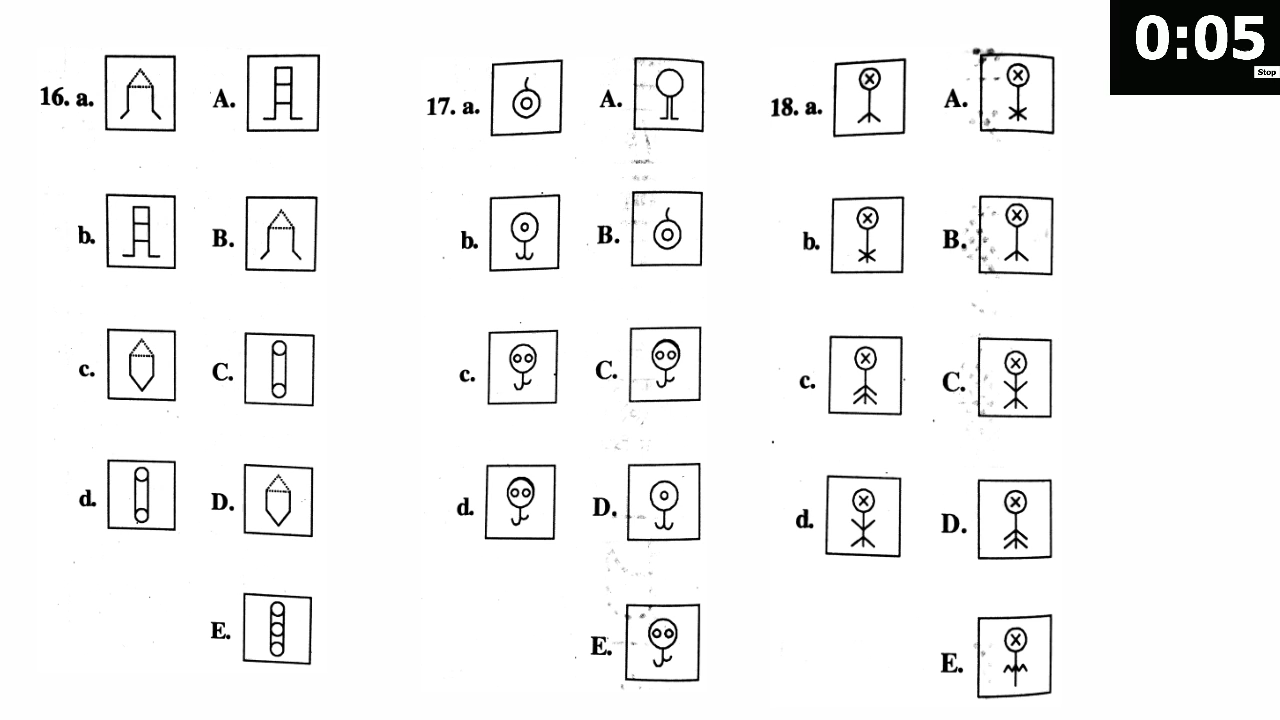 0:05
Stop
16. a. A.
b. B.
c. C.
d. D.
E.
17. a. A.
b. B.
c. C.
d. D.
E.
18. a. A.
b. B.
c. C.
d. D.
E.